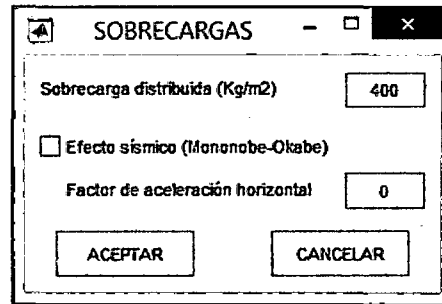 SOBRECARGAS
Sobrecarga distribuida (Kg/m2) 400
Efecto sísmico (Mononobe-Okabe)
Factor de aceleración horizontal 0
ACEPTAR CANCELAR